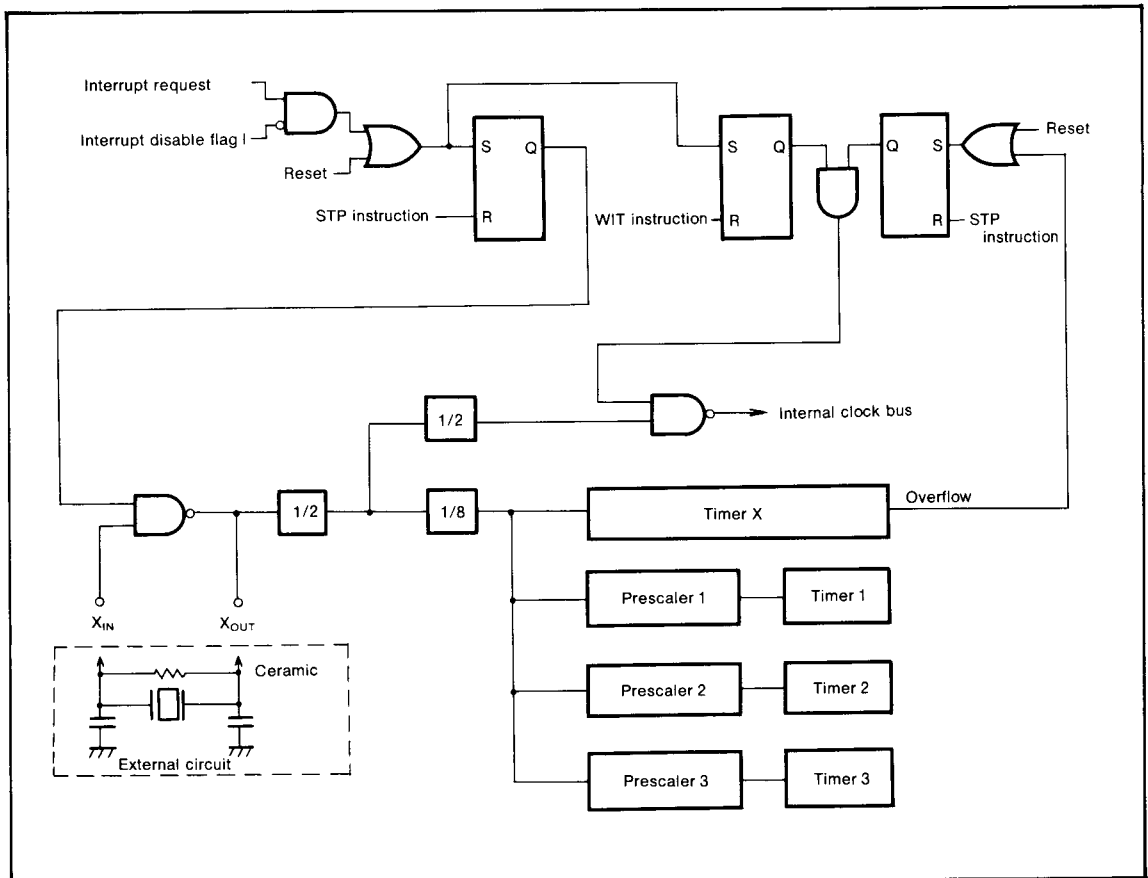 Interrupt request
Interrupt disable flag I
Reset
S Q
STP instruction
R
S Q
WIT instruction
R
Q S
R
Reset
STP
instruction
1/2
Internal clock bus
1/2
1/8
Timer X
Overflow
XIN
XOUT
Prescaler 1
Timer 1
Ceramic
Prescaler 2
Timer 2
External circuit
Prescaler 3
Timer 3